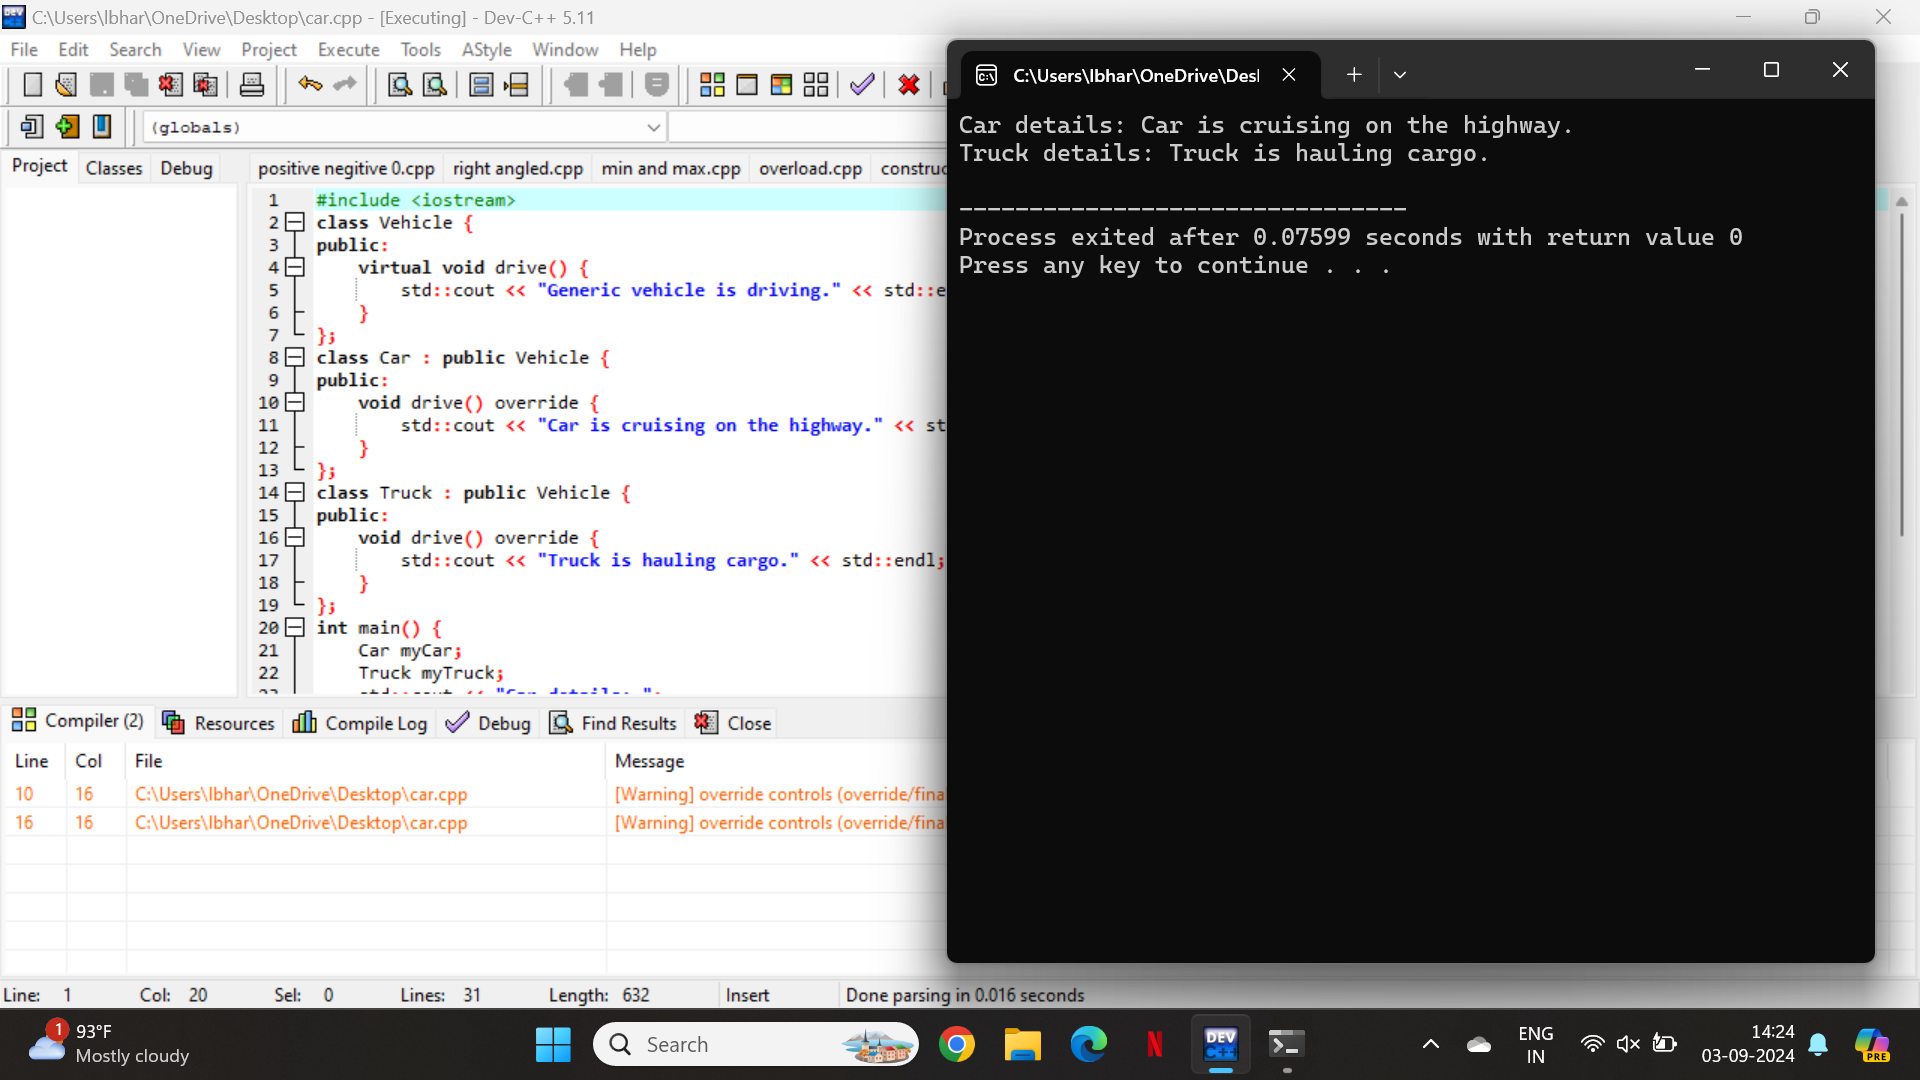 C:\Users\lbhar\OneDrive\Desktop\car.cpp - [Executing] - Dev-C++ 5.11
File Edit Search View Project Execute Tools AStyle Window Help
(globals)
Project Classes Debug
positive negitive 0.cpp right angled.cpp min and max.cpp overload.cpp construc
1 #include <iostream>
2 class Vehicle {
3 public:
4 virtual void drive() {
5 std::cout << "Generic vehicle is driving." << std::e
6 }
7 };
8 class Car : public Vehicle {
9 public:
10 void drive() override {
11 std::cout << "Car is cruising on the highway." << st
12 }
13 };
14 class Truck : public Vehicle {
15 public:
16 void drive() override {
17 std::cout << "Truck is hauling cargo." << std::endl;
18 }
19 };
20 int main() {
21 Car myCar;
22 Truck myTruck;
23 std::cout << "Car details: ";
C:\Users\lbhar\OneDrive\Desl
Car details: Car is cruising on the highway.
Truck details: Truck is hauling cargo.
--------------------------------
Process exited after 0.07599 seconds with return value 0
Press any key to continue . . .
Compiler (2) Resources Compile Log Debug Find Results Close
Line Col File Message
10 16 C:\Users\lbhar\OneDrive\Desktop\car.cpp [Warning] override controls (override/final
16 16 C:\Users\lbhar\OneDrive\Desktop\car.cpp [Warning] override controls (override/final
Line: 1 Col: 20 Sel: 0 Lines: 31 Length: 632 Insert Done parsing in 0.016 seconds
1
93°F
Mostly cloudy
Search
DEV
C++
ENG
IN
14:24
03-09-2024
PRE